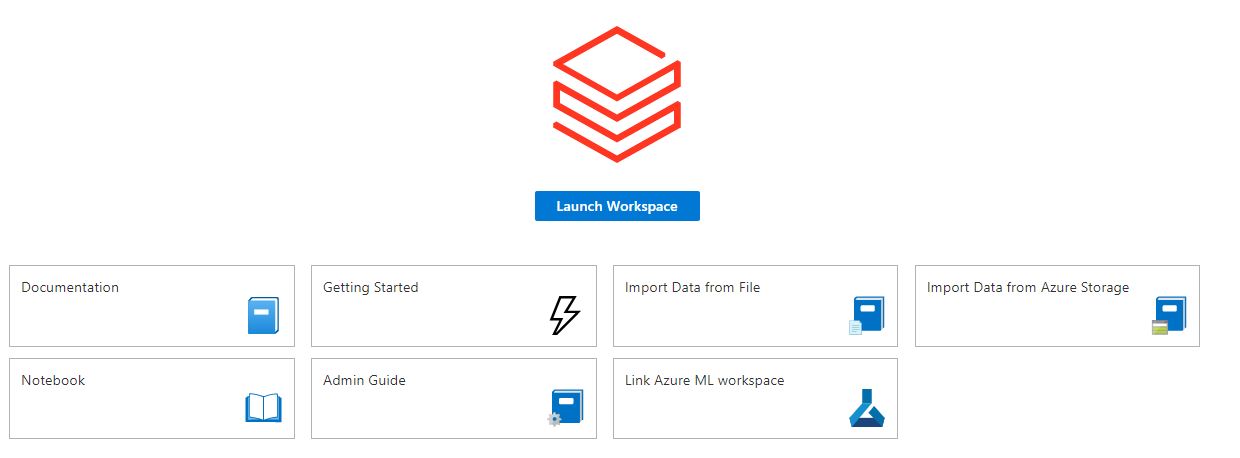 Launch Workspace
Documentation
Getting Started
Import Data from File
Import Data from Azure Storage
Notebook
Admin Guide
Link Azure ML workspace